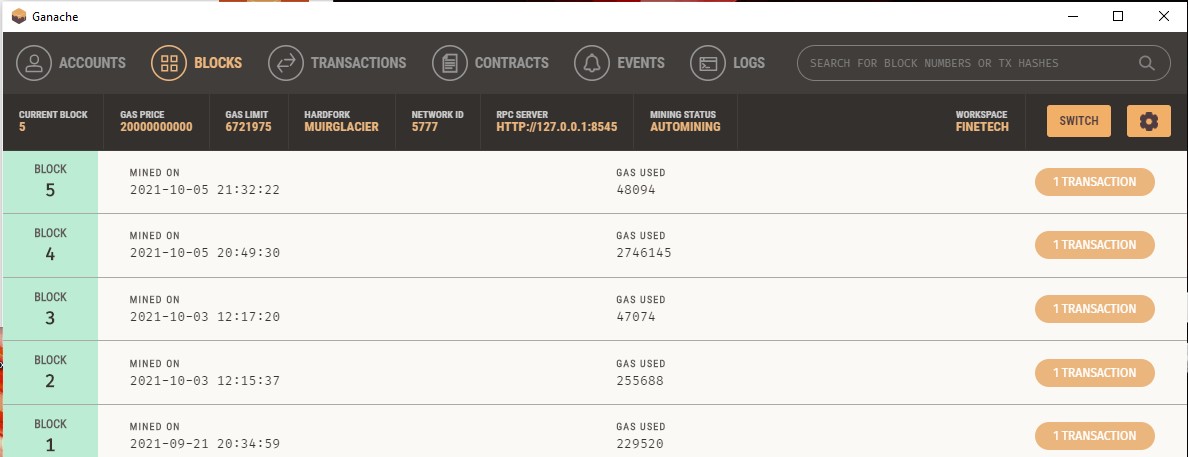 Ganache
ACCOUNTS BLOCKS TRANSACTIONS CONTRACTS EVENTS LOGS SEARCH FOR BLOCK NUMBERS OR TX HASHES
CURRENT BLOCK GAS PRICE GAS LIMIT HARDFORK NETWORK ID RPC SERVER MINING STATUS WORKSPACE SWITCH
5 20000000000 6721975 MUIRGLACIER 5777 HTTP://127.0.0.1:8545 AUTOMINING FINETECH
BLOCK MINED ON GAS USED
5 2021-10-05 21:32:22 48094 1 TRANSACTION
BLOCK MINED ON GAS USED
4 2021-10-05 20:49:30 2746145 1 TRANSACTION
BLOCK MINED ON GAS USED
3 2021-10-03 12:17:20 47074 1 TRANSACTION
BLOCK MINED ON GAS USED
2 2021-10-03 12:15:37 255688 1 TRANSACTION
BLOCK MINED ON GAS USED
1 2021-09-21 20:34:59 229520 1 TRANSACTION